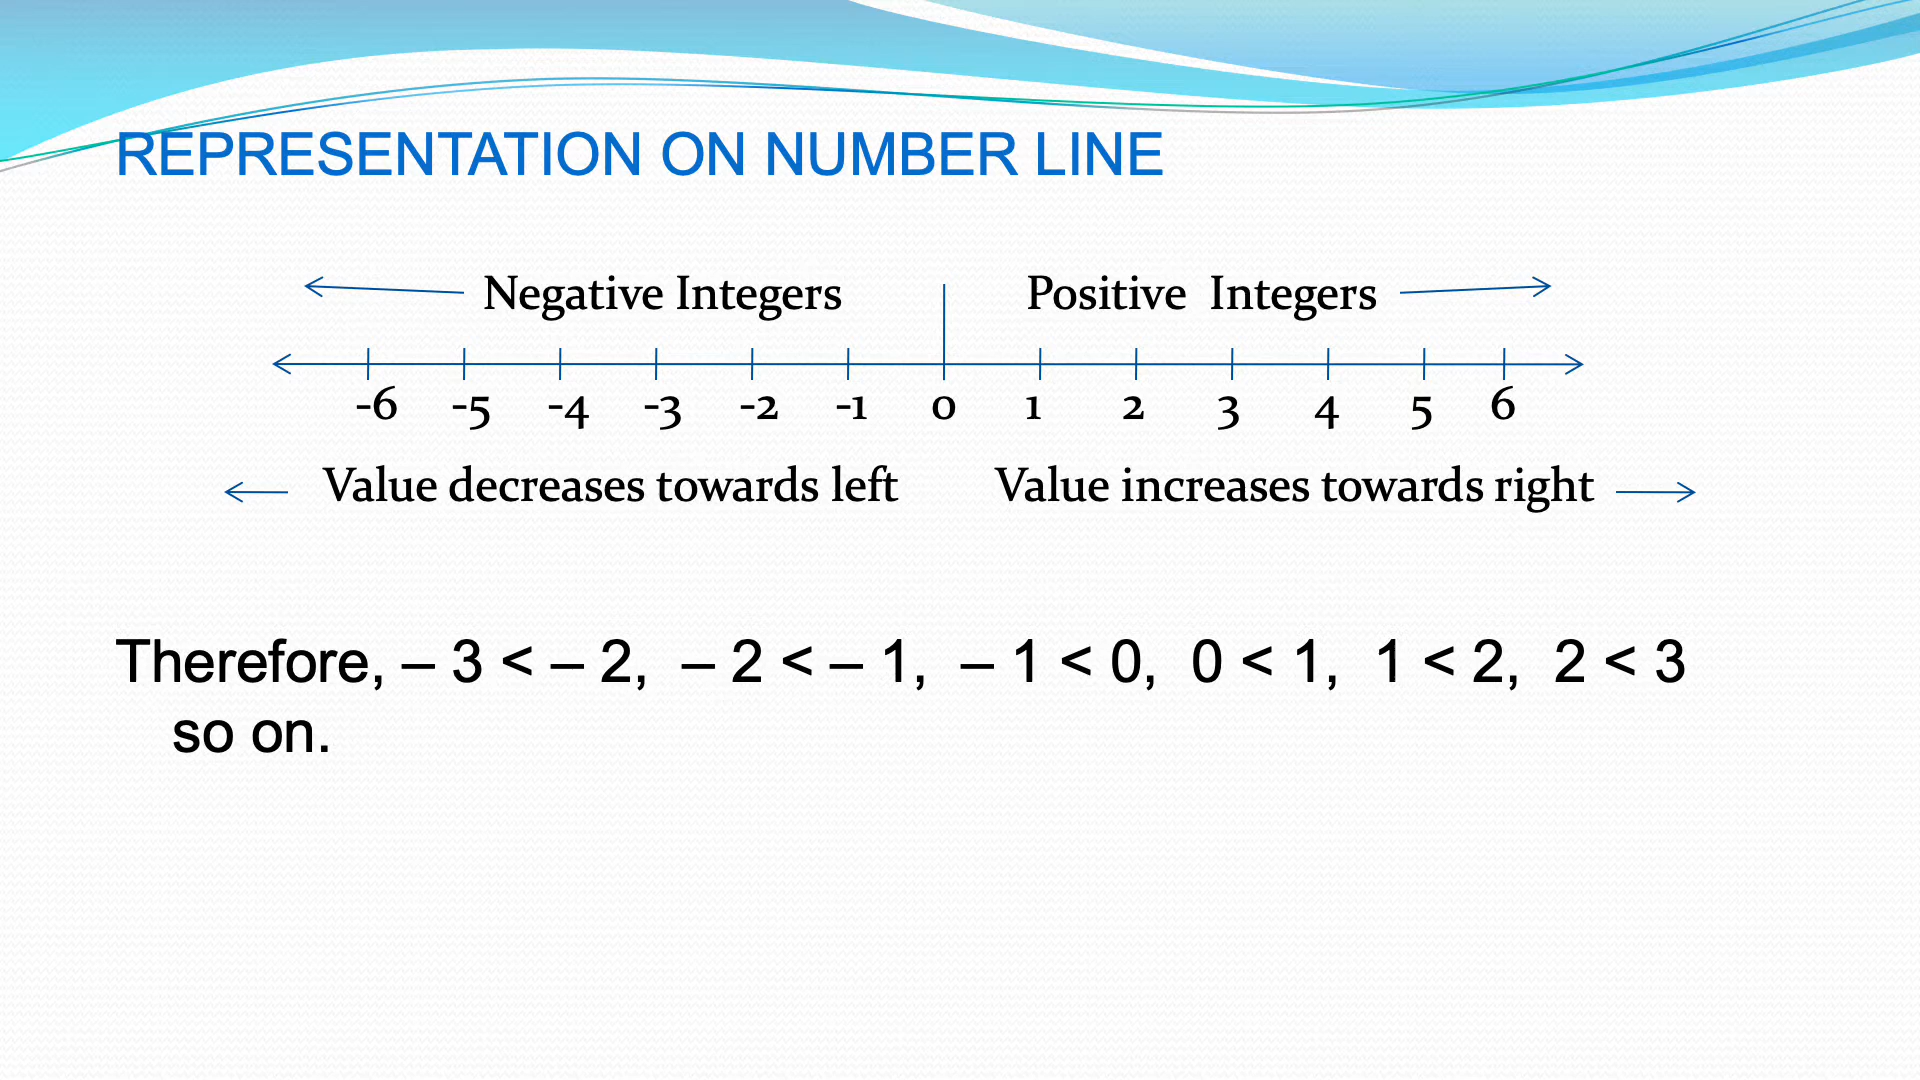 REPRESENTATION ON NUMBER LINE
Negative Integers Positive  Integers
-6 -5 -4 -3 -2 -1 0 1 2 3 4 5 6
Value decreases towards left Value increases towards right
Therefore, – 3 < – 2,  – 2 < – 1,  – 1 < 0,  0 < 1,  1 < 2,  2 < 3
so on.